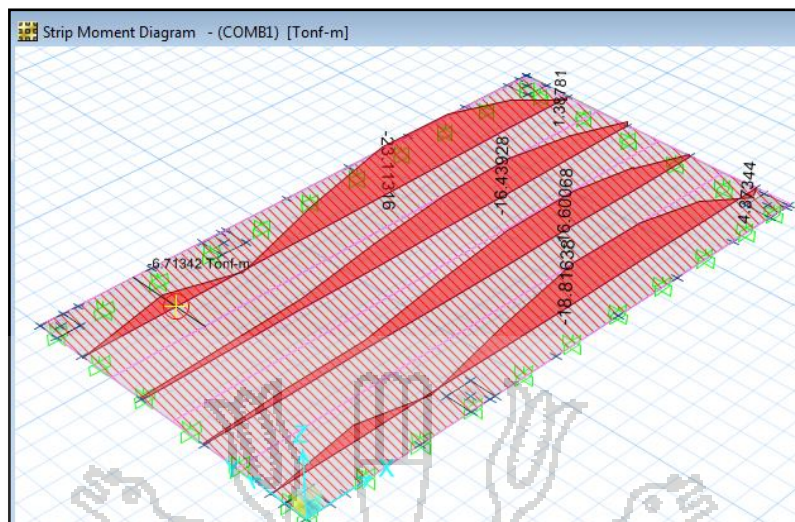 Strip Moment Diagram - (COMB1) [Tonf-m]
1.38781
-23.11316
-16.43928
-16.60068
4.37344
-18.81638
-6.71342 Tonf-m
Z
X